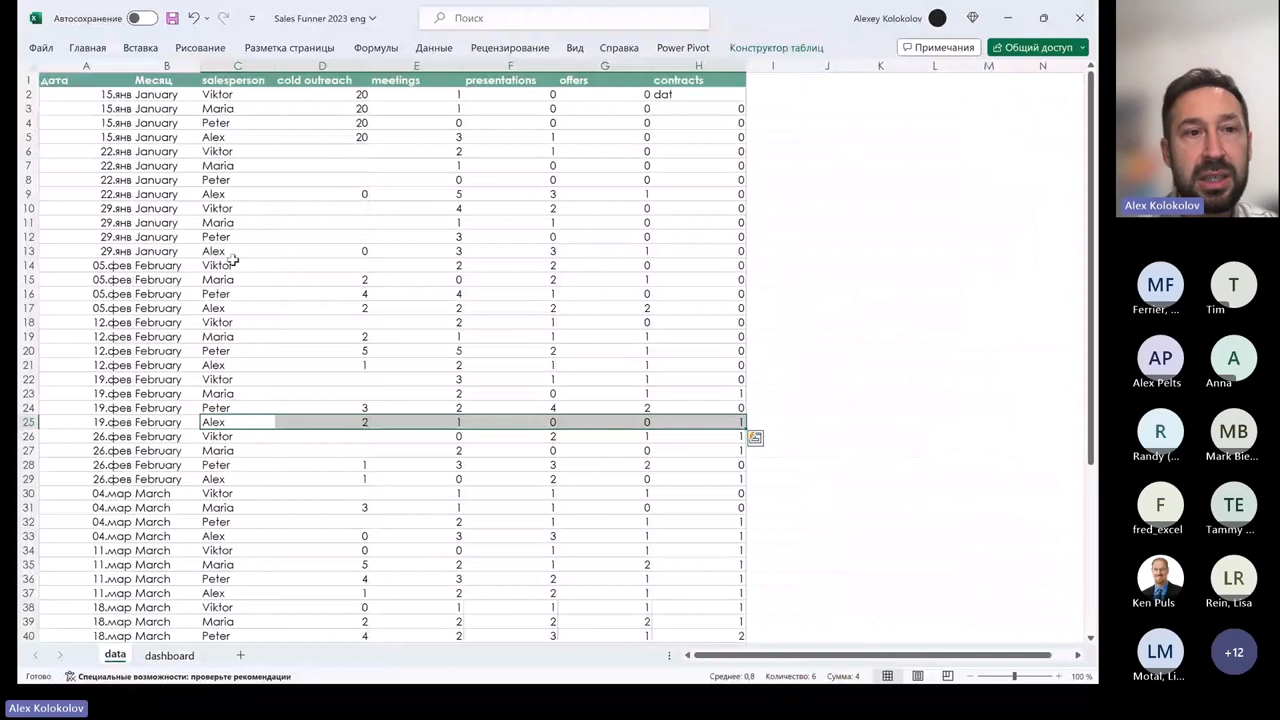 Автосохранение Sales Funner 2023 eng Поиск Alexey Kolokolov
Файл Главная Вставка Рисование Разметка страницы Формулы Данные Рецензирование Вид Справка Power Pivot Конструктор таблиц Примечания Общий доступ
A B C D E F G H I J K L M N
1 дата Месяц salesperson cold outreach meetings presentations offers contracts
2 15.янв January Viktor 20 1 0 0 dat
3 15.янв January Maria 20 1 0 0 0
4 15.янв January Peter 20 0 0 0 0
5 15.янв January Alex 20 3 1 0 0
6 22.янв January Viktor 2 1 0 0
7 22.янв January Maria 1 0 0 0
8 22.янв January Peter 0 0 0 0
9 22.янв January Alex 0 5 3 1 0
10 29.янв January Viktor 4 2 0 0
11 29.янв January Maria 1 1 0 0
12 29.янв January Peter 3 0 0 0
13 29.янв January Alex 0 3 3 1 0
14 05.фев February Viktor 2 2 0 0
15 05.фев February Maria 2 0 2 1 0
16 05.фев February Peter 4 4 1 0 0
17 05.фев February Alex 2 2 2 2 0
18 12.фев February Viktor 2 1 0 0
19 12.фев February Maria 2 1 1 1 0
20 12.фев February Peter 5 5 2 1 0
21 12.фев February Alex 1 2 1 1 0
22 19.фев February Viktor 3 1 1 0
23 19.фев February Maria 2 0 1 1
24 19.фев February Peter 3 2 4 2 0
25 19.фев February Alex 2 1 0 0 1
26 26.фев February Viktor 0 2 1 1
27 26.фев February Maria 2 0 0 1
28 26.фев February Peter 1 3 3 2 0
29 26.фев February Alex 1 0 2 0 1
30 04.мар March Viktor 1 1 1 0
31 04.мар March Maria 3 1 1 0 0
32 04.мар March Peter 2 1 1 1
33 04.мар March Alex 0 3 3 1 1
34 11.мар March Viktor 0 0 1 1 1
35 11.мар March Maria 5 2 1 2 1
36 11.мар March Peter 4 3 2 1 1
37 11.мар March Alex 1 2 2 1 1
38 18.мар March Viktor 0 1 1 1 1
39 18.мар March Maria 2 2 2 2 1
40 18.мар March Peter 4 2 3 1 2
data dashboard
Готово Специальные возможности: проверьте рекомендации Среднее: 0,8 Количество: 6 Сумма: 4 100 %
Alex Kolokolov
Alex Kolokolov
MF T
Ferrier, ... Tim
AP A
Alex Pelts Anna
R MB
Randy (... Mark Bie...
F TE
fred_excel Tammy ...
LR
Ken Puls Rein, Lisa
LM +12
Motal, Li...